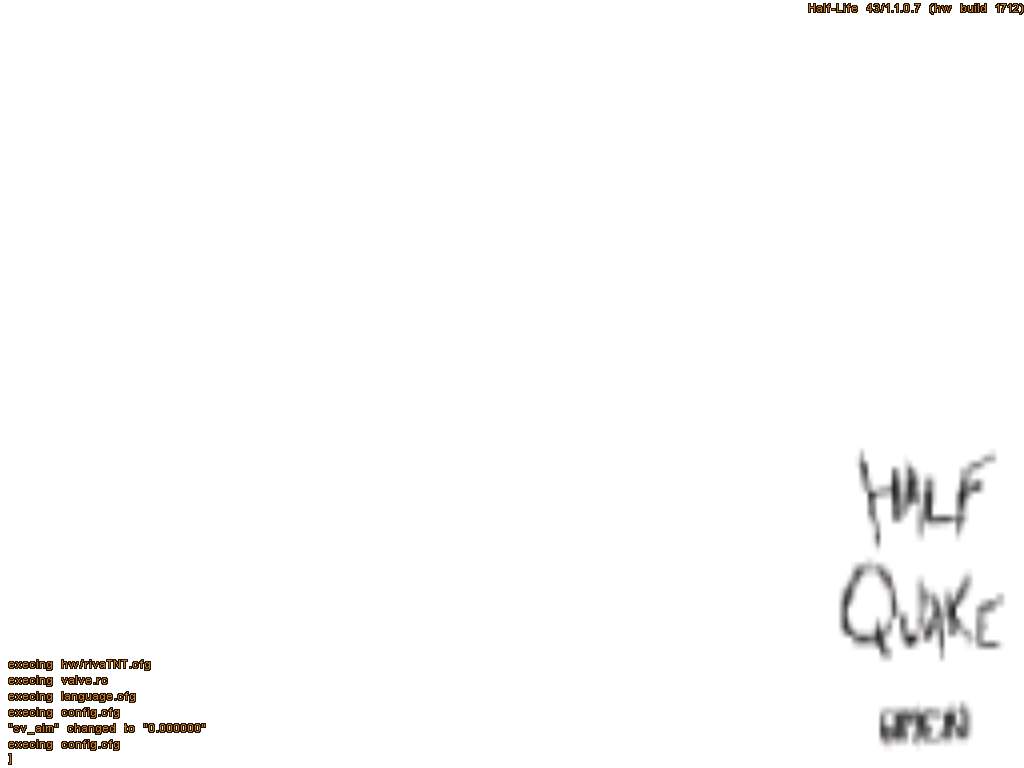 Half-Life 43/1.1.0.7 (hw build 1712)
HALF
QUAKE
AMEN
execing hw/rivaTNT.cfg
execing valve.rc
execing language.cfg
execing config.cfg
"sv_aim" changed to "0.000000"
execing config.cfg
]